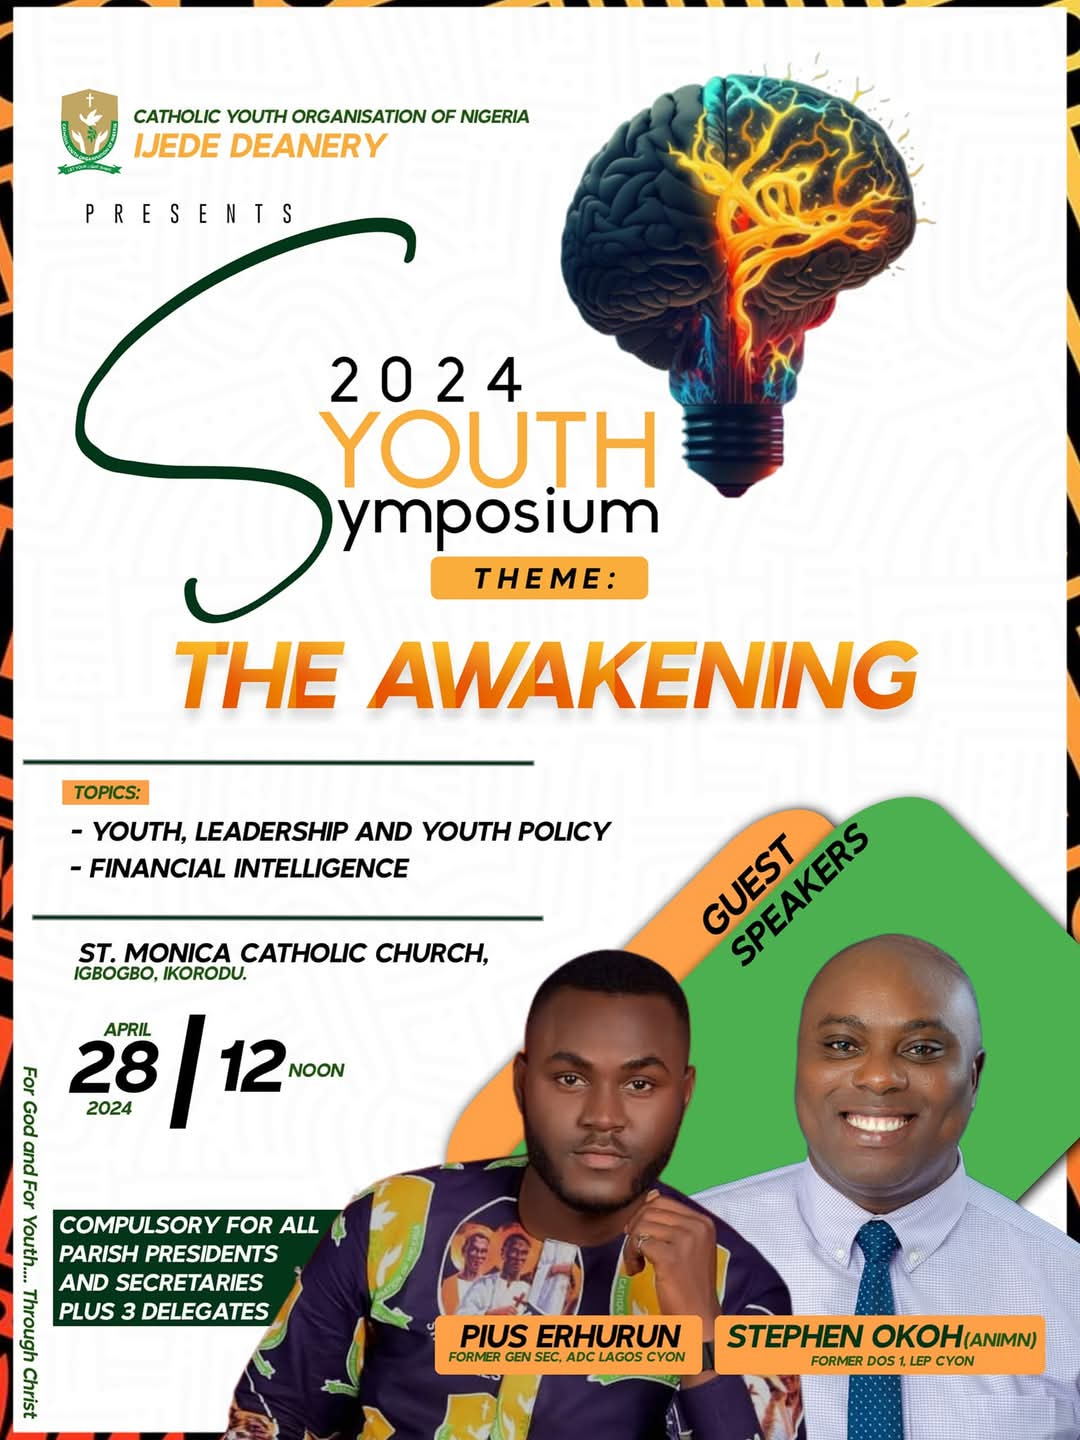 CATHOLIC YOUTH ORGANISATION OF NIGERIA
IJEDE DEANERY
PRESENTS
2024
YOUTH
Symposium
THEME:
THE AWAKENING
TOPICS:
- YOUTH, LEADERSHIP AND YOUTH POLICY
- FINANCIAL INTELLIGENCE
GUEST
SPEAKERS
ST. MONICA CATHOLIC CHURCH,
IGBOGBO, IKORODU.
APRIL
28
2024
12 NOON
For God and For Youth.... Through Christ
COMPULSORY FOR ALL
PARISH PRESIDENTS
AND SECRETARIES
PLUS 3 DELEGATES
PIUS ERHURUN
FORMER GEN SEC, ADC LAGOS CYON
STEPHEN OKOH (ANIMN)
FORMER DOS 1, LEP CYON